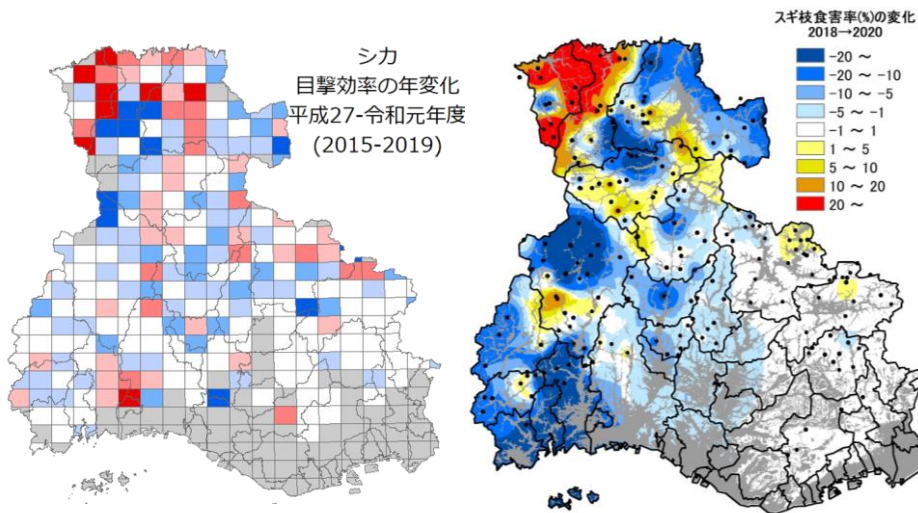 シカ
目撃効率の年変化
平成27-令和元年度
(2015-2019)
スギ枝食害率(%)の変化
2018→2020
-20 ～
-20 ～ -10
-10 ～ -5
-5 ～ -1
-1 ～ 1
1 ～ 5
5 ～ 10
10 ～ 20
20 ～